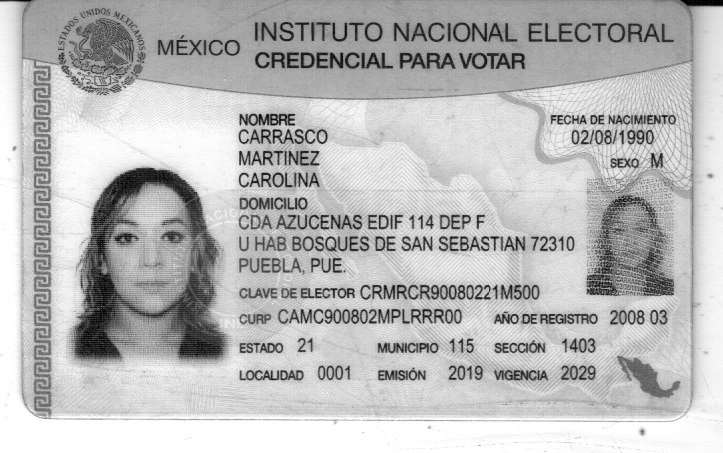 ESTADOS UNIDOS MEXICANOS
MÉXICO INSTITUTO NACIONAL ELECTORAL
CREDENCIAL PARA VOTAR
NOMBRE
CARRASCO
MARTINEZ
CAROLINA
FECHA DE NACIMIENTO
02/08/1990
SEXO M
DOMICILIO
CDA AZUCENAS EDIF 114 DEP F
U HAB BOSQUES DE SAN SEBASTIAN 72310
PUEBLA, PUE.
CLAVE DE ELECTOR CRMRCR90080221M500
CURP CAMC900802MPLRRR00 AÑO DE REGISTRO 2008 03
ESTADO 21 MUNICIPIO 115 SECCIÓN 1403
LOCALIDAD 0001 EMISIÓN 2019 VIGENCIA 2029